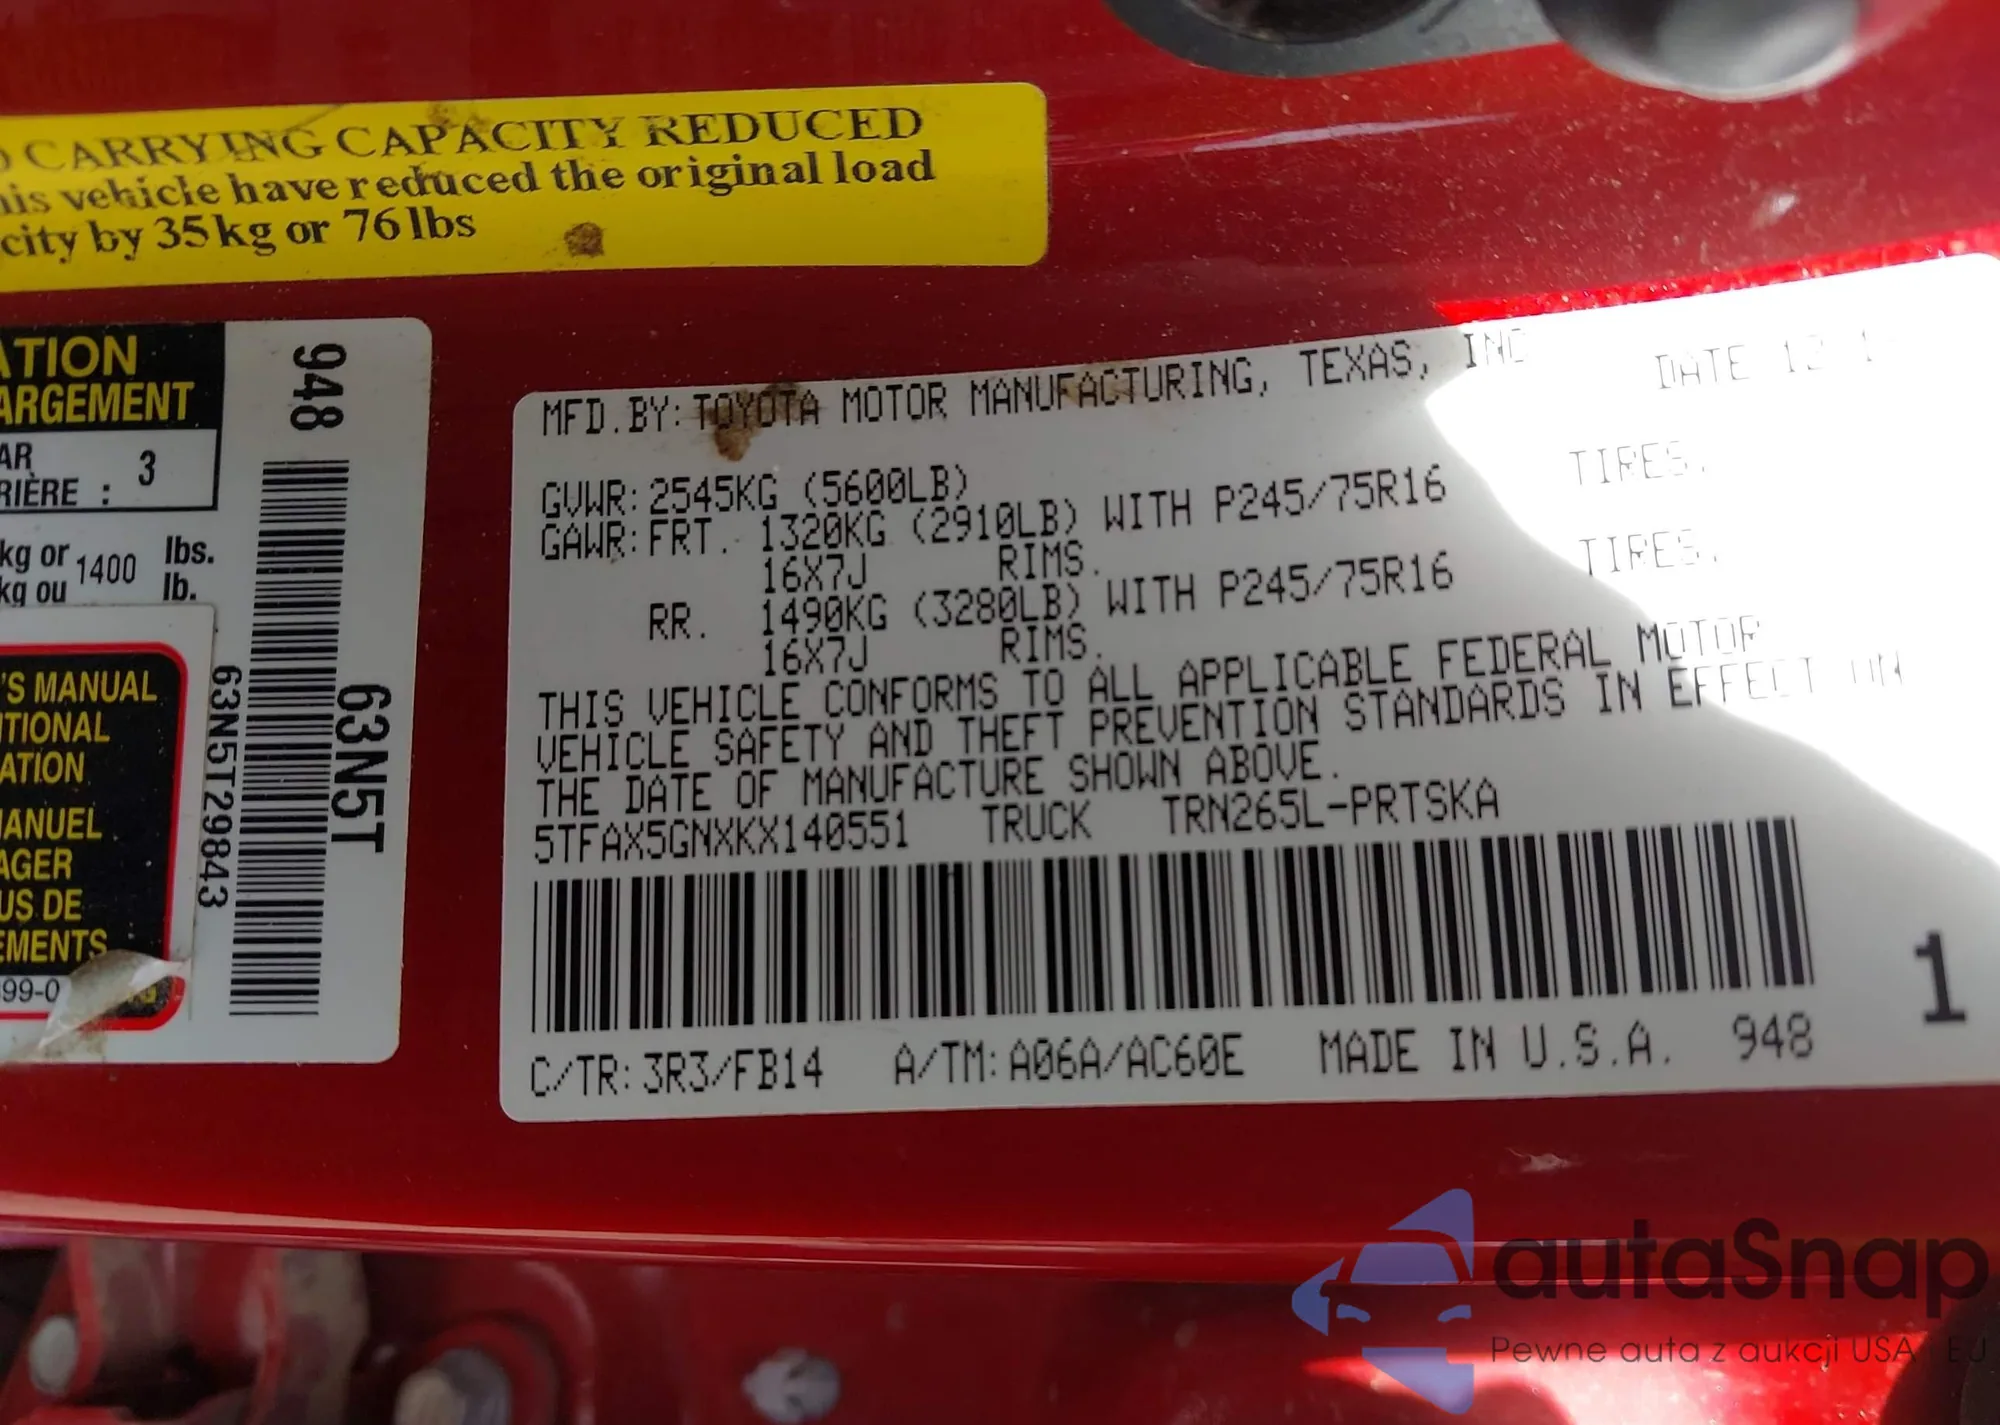 CARRYING CAPACITY REDUCED
this vehicle have reduced the original load
city by 35kg or 76lbs
ATION
ARGEMENT
AR
RIÈRE : 3
kg or 1400 lbs.
kg ou lb.
'S MANUAL
ITIONAL
ATION
MANUEL
AGER
US DE
EMENTS
99-0
948
63N5T
63N5T29843
MFD.BY: TOYOTA MOTOR MANUFACTURING, TEXAS, INC DATE
GVWR: 2545KG (5600LB)
GAWR: FRT. 1320KG (2910LB) WITH P245/75R16 TIRES,
16X7J RIMS.
RR. 1490KG (3280LB) WITH P245/75R16 TIRES,
16X7J RIMS.
THIS VEHICLE CONFORMS TO ALL APPLICABLE FEDERAL MOTOR
VEHICLE SAFETY AND THEFT PREVENTION STANDARDS IN EFFECT ON
THE DATE OF MANUFACTURE SHOWN ABOVE.
5TFAX5GNXKX140551 TRUCK TRN265L-PRTSKA
C/TR: 3R3/FB14 A/TM: A06A/AC60E MADE IN U.S.A. 948
1
autaSnap
Pewne auta z aukcji USA EU